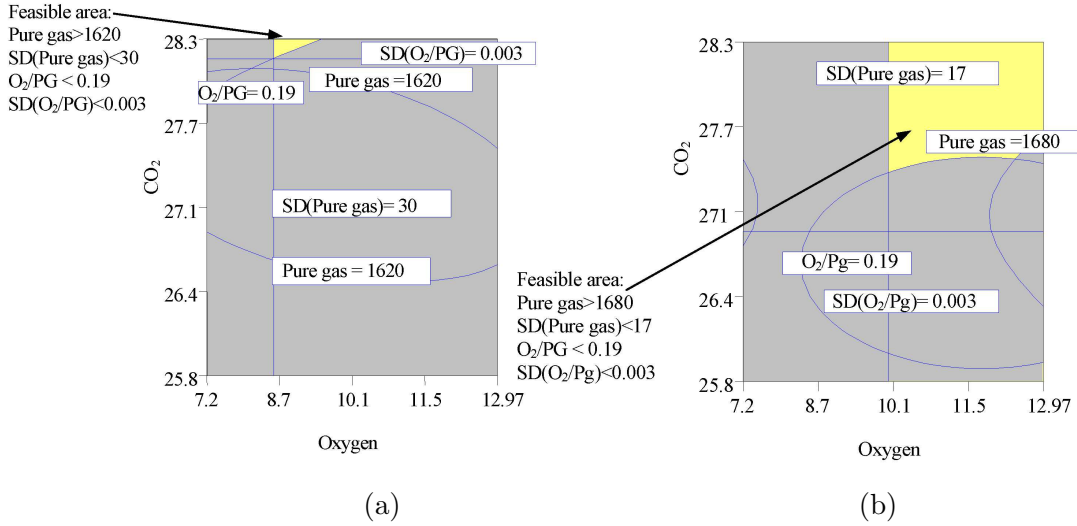 Feasible area:
Pure gas>1620
SD(Pure gas)<30
O₂/PG < 0.19
SD(O₂/PG)<0.003
28.3
27.7
27.1
26.4
25.8
CO₂
SD(O₂/PG)= 0.003
Pure gas =1620
O₂/PG= 0.19
SD(Pure gas)= 30
Pure gas = 1620
7.2
8.7
10.1
11.5
12.97
Oxygen
(a)
28.3
27.7
271
26.4
25.8
CO₂
SD(Pure gas)= 17
Pure gas =1680
O₂/Pg= 0.19
SD(O₂/Pg)= 0.003
Feasible area:
Pure gas>1680
SD(Pure gas)<17
O₂/PG < 0.19
SD(O₂/Pg)<0.003
7.2
8.7
10.1
11.5
12.97
Oxygen
(b)